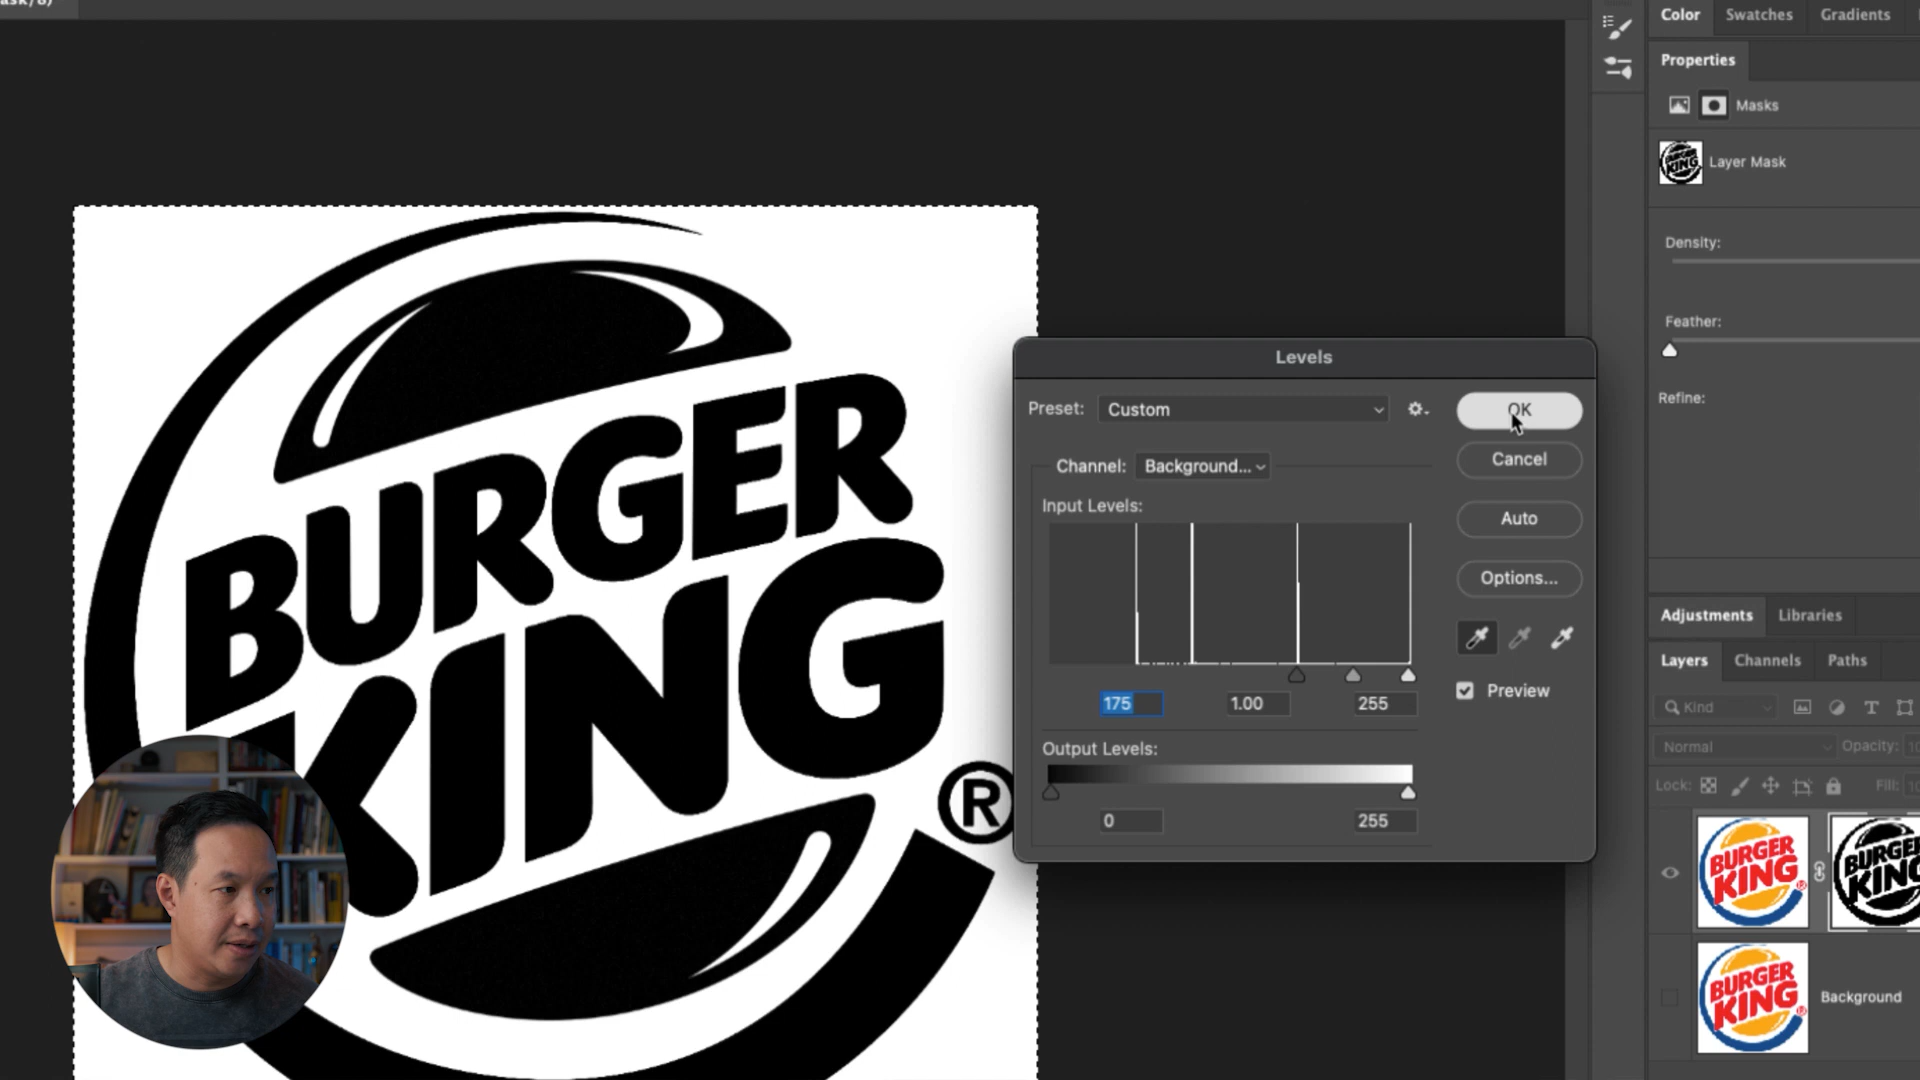 Color Swatches Gradients
Properties
Masks
Layer Mask
Density:
Feather:
Refine:
BURGER
KING
®
Levels
Preset: Custom
OK
Channel: Background...
Cancel
Input Levels:
Auto
Options...
175 1.00 255
Preview
Output Levels:
0 255
Adjustments Libraries
Layers Channels Paths
Kind
Normal Opacity:
Lock: Fill:
BURGER
KING
BURGER
KING
BURGER
KING
Background